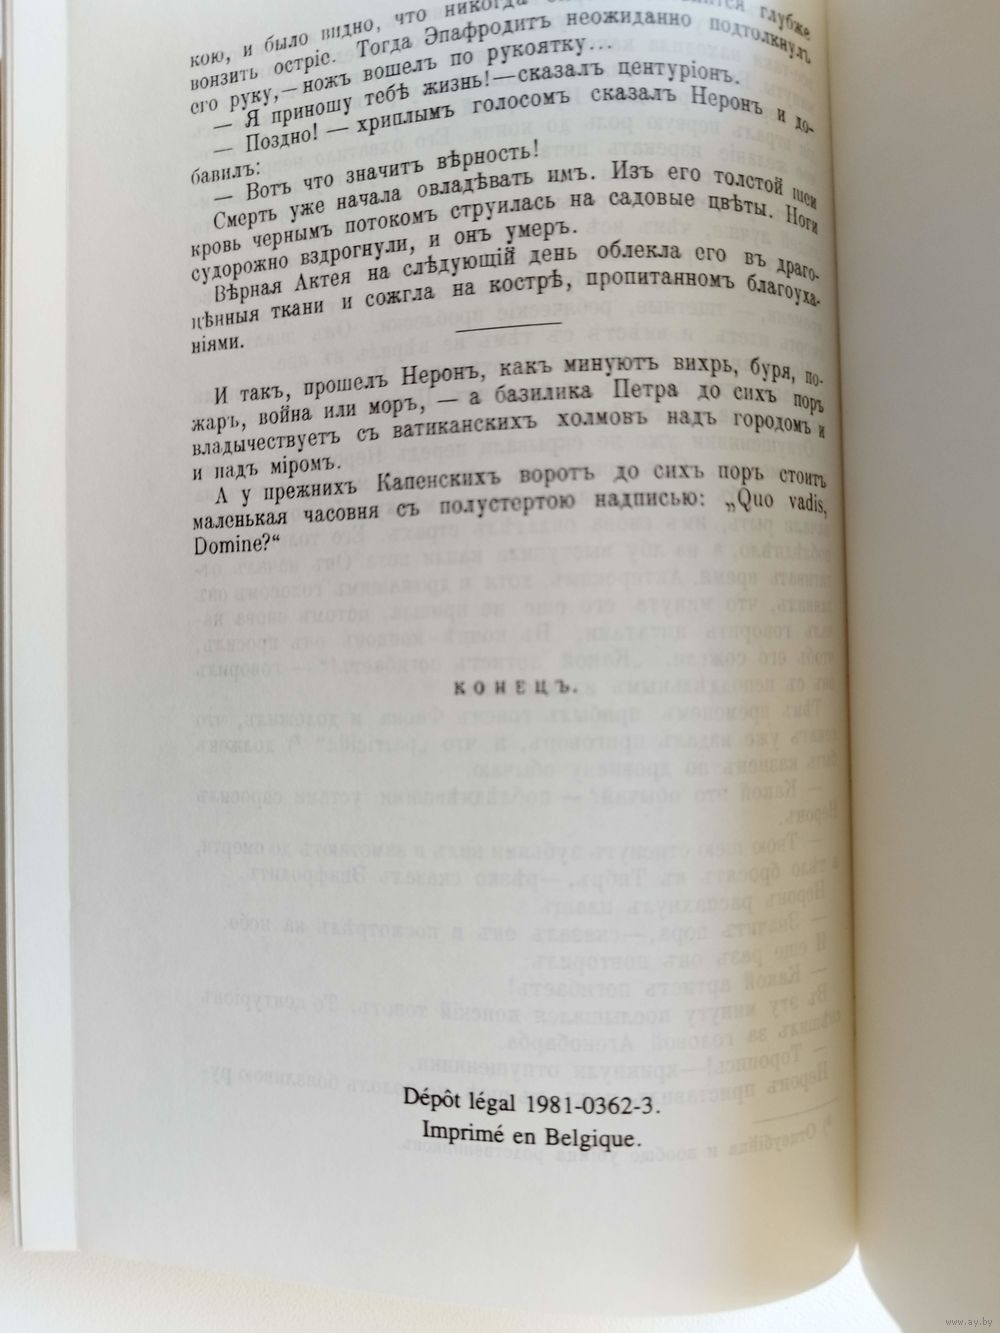 кою, и было видно, что никогда глубже
вонзить остріе. Тогда Эпафродитъ неожиданно подтолкнулъ
его руку,—ножъ вошелъ по рукоятку...
— Я приношу тебѣ жизнь!—сказалъ центуріонъ.
— Поздно! — хриплымъ голосомъ сказалъ Неронъ и до-
бавилъ:
— Вотъ что значитъ вѣрность!
Смерть уже начала овладѣвать имъ. Изъ его толстой шеи
кровь чернымъ потокомъ струилась на садовые цвѣты. Ноги
судорожно вздрогнули, и онъ умеръ.
Вѣрная Актея на слѣдующій день облекла его въ драго-
цѣнныя ткани и сожгла на кострѣ, пропитанномъ благоуха-
ніями.
И такъ, прошелъ Неронъ, какъ минуютъ вихрь, буря, по-
жаръ, война или моръ, — а базилика Петра до сихъ поръ
владычествуетъ съ ватиканскихъ холмовъ надъ городомъ и
и надъ міромъ.
А у прежнихъ Капенскихъ воротъ до сихъ поръ стоитъ
маленькая часовня съ полустертою надписью: „Quo vadis,
Domine?“
КОНЕЦЪ.
Dépôt légal 1981-0362-3.
Imprimé en Belgique.
www.ay.by